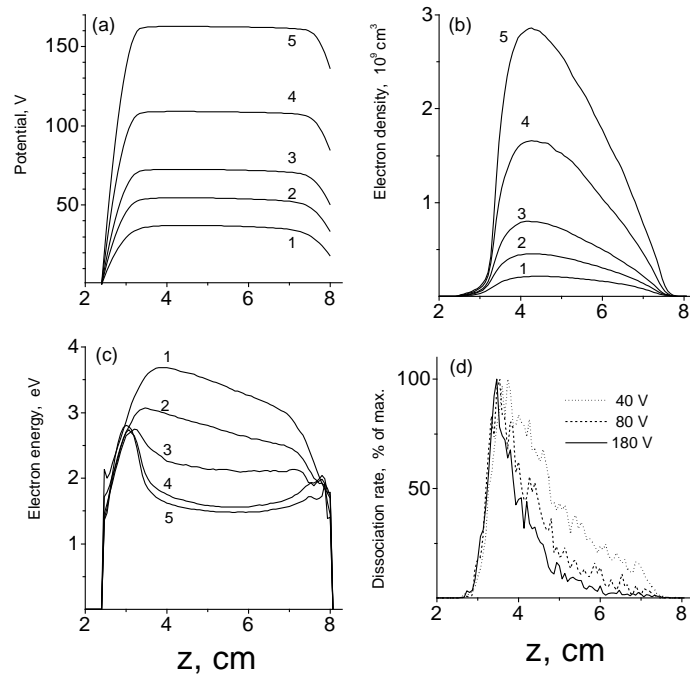 (a)
Potential, V
150
100
50
5
4
3
2
1
2 4 6 8
(b)
Electron density, 10⁹ cm³
3
2
1
0
5
4
3
2
1
2 4 6 8
(c)
Electron energy, eV
4
3
2
1
1
2
3
4
5
2 4 6 8
z, cm
(d)
Dissociation rate, % of max.
100
50
40 V
80 V
180 V
2 4 6 8
z, cm